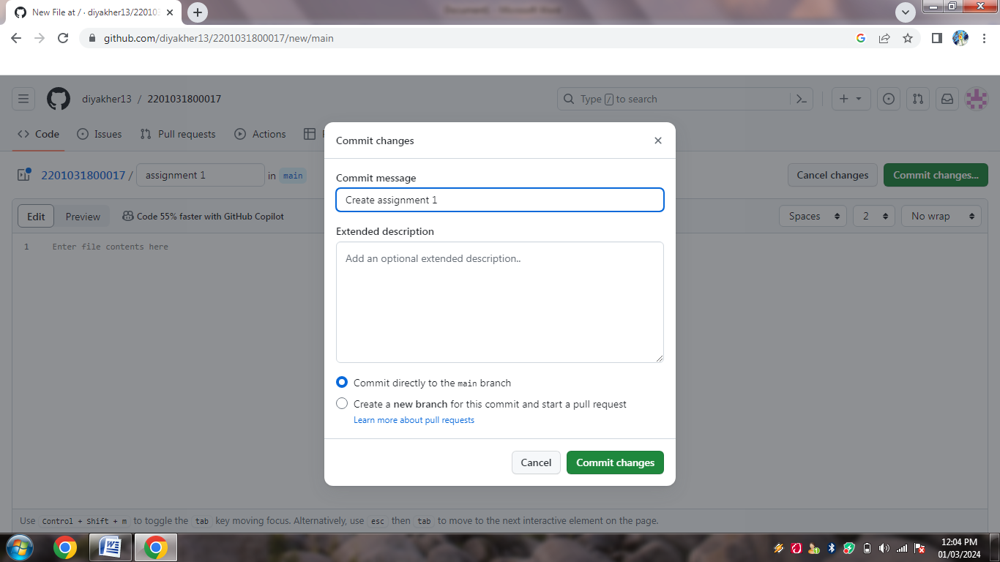 New File at / · diyakher13/22010
Document1 - Microsoft Word
github.com/diyakher13/2201031800017/new/main
diyakher13 / 2201031800017
Type / to search
Code
Issues
Pull requests
Actions
2201031800017 / assignment 1 in main
Cancel changes
Commit changes...
Edit
Preview
Code 55% faster with GitHub Copilot
Spaces
2
No wrap
1 Enter file contents here
Commit changes
Commit message
Create assignment 1
Extended description
Add an optional extended description..
Commit directly to the main branch
Create a new branch for this commit and start a pull request
Learn more about pull requests
Cancel
Commit changes
Use Control + Shift + m to toggle the tab key moving focus. Alternatively, use esc then tab to move to the next interactive element on the page.
12:04 PM
01/03/2024